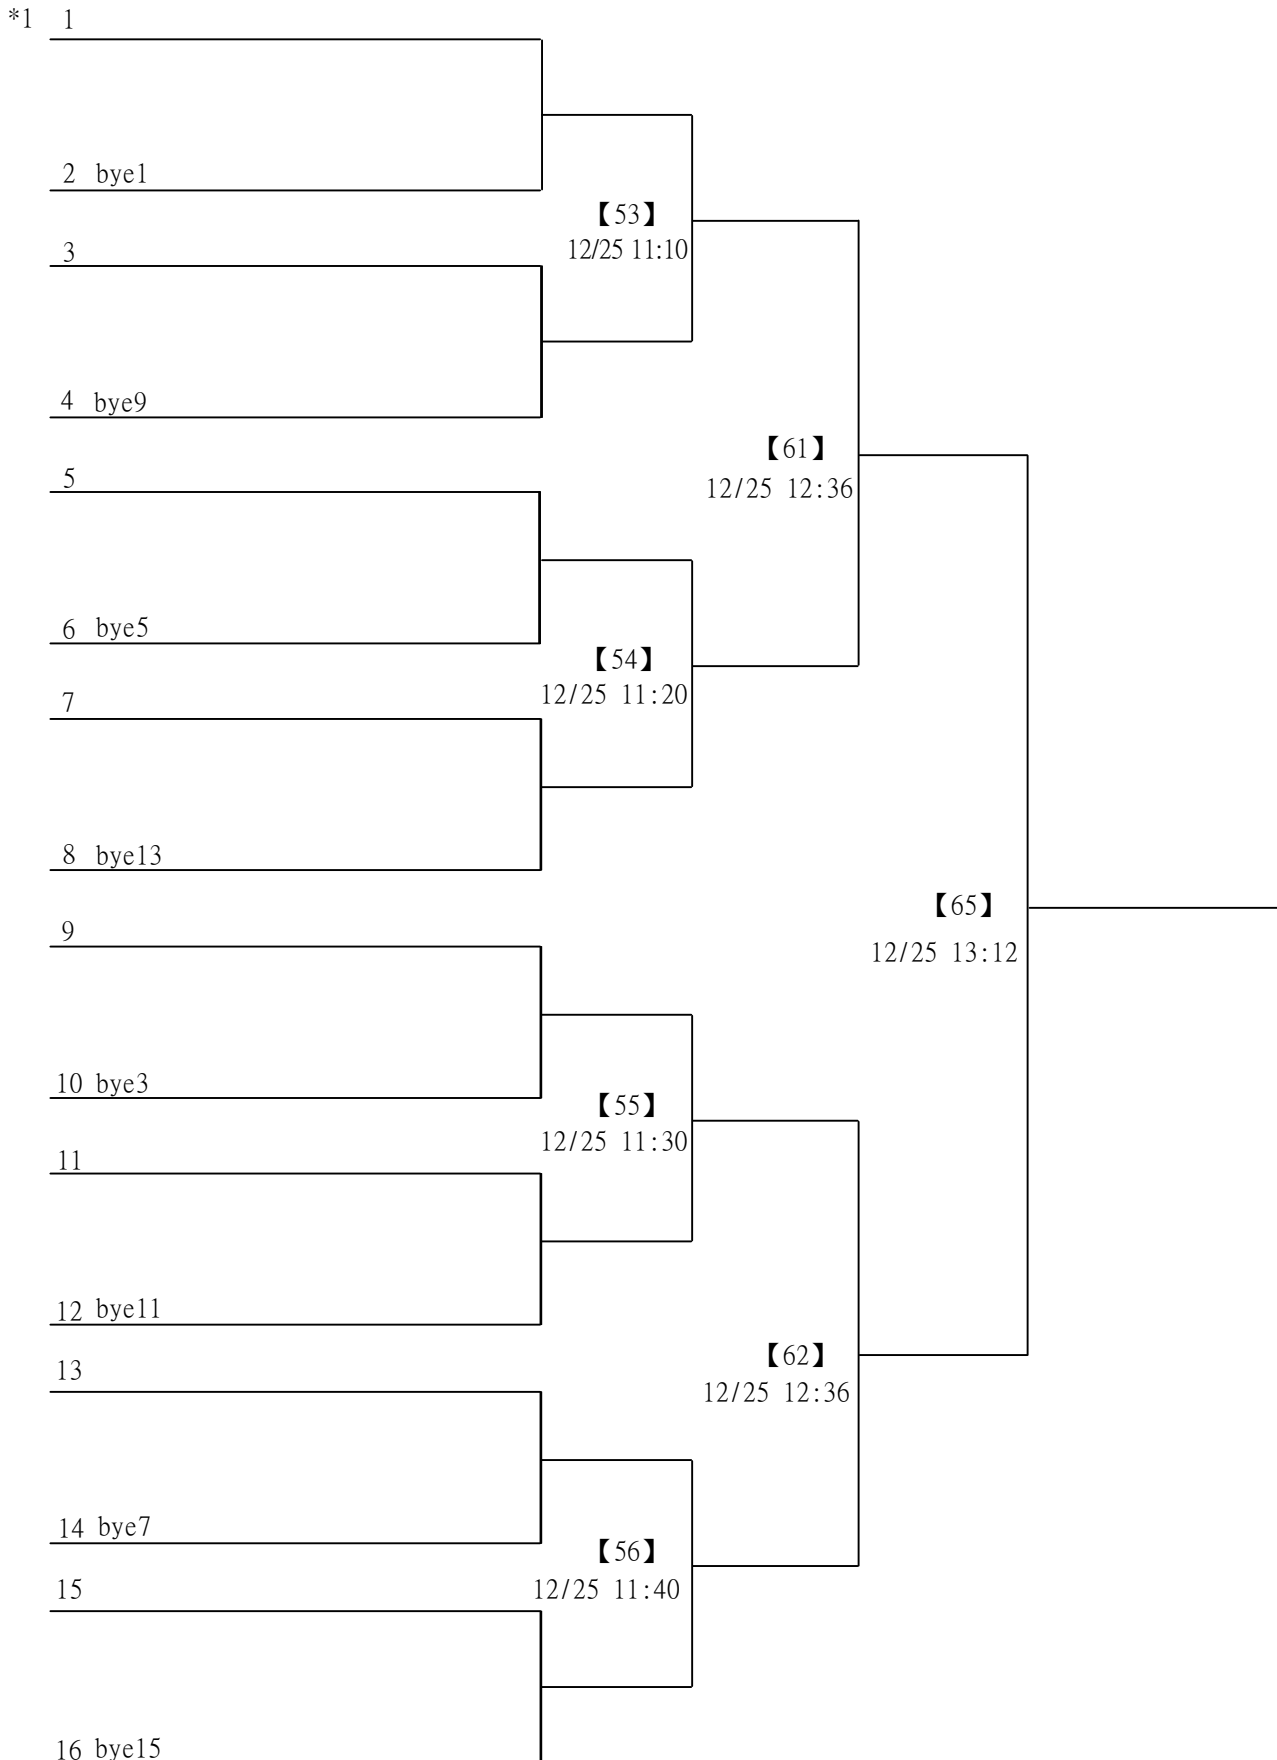 *1 1
2 bye1
【53】
12/25 11:10
3
4 bye9
【61】
12/25 12:36
5
6 bye5
【54】
12/25 11:20
7
8 bye13
【65】
12/25 13:12
9
10 bye3
【55】
12/25 11:30
11
12 bye11
【62】
12/25 12:36
13
14 bye7
【56】
12/25 11:40
15
16 bye15